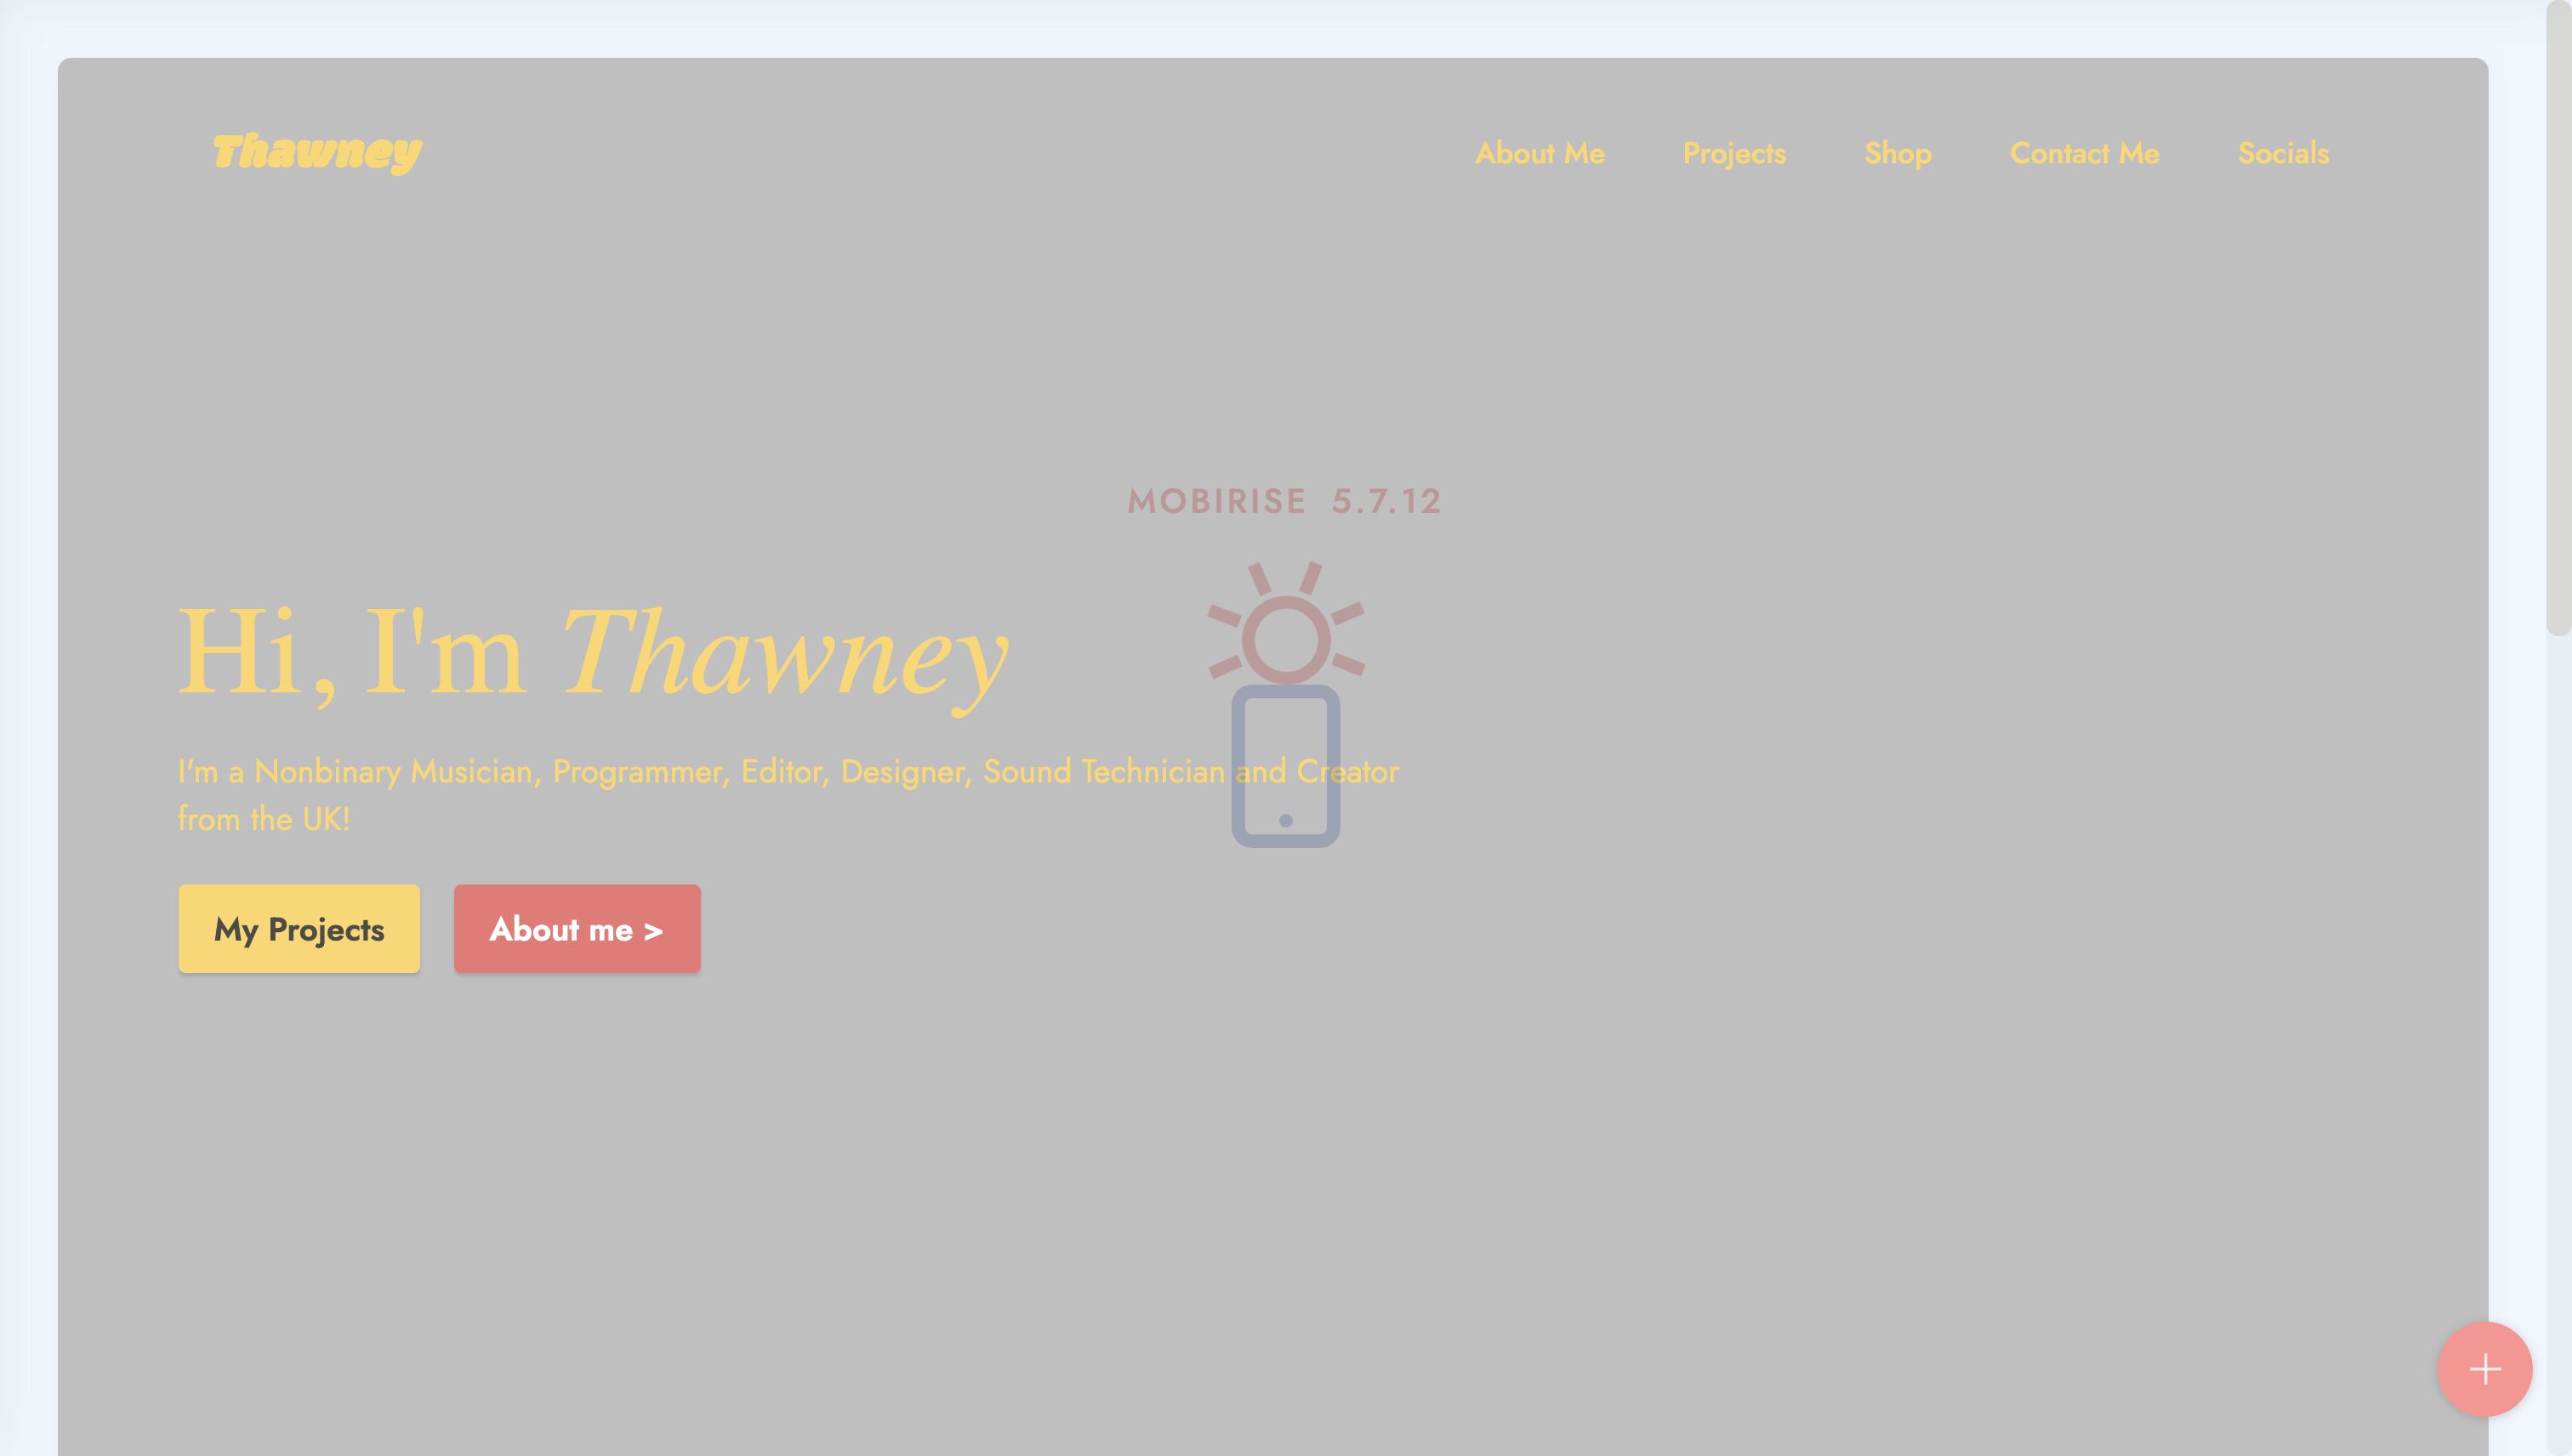 Thawney
About Me Projects Shop Contact Me Socials
MOBIRISE 5.7.12
Hi, I'm Thawney
I'm a Nonbinary Musician, Programmer, Editor, Designer, Sound Technician and Creator
from the UK!
My Projects About me >